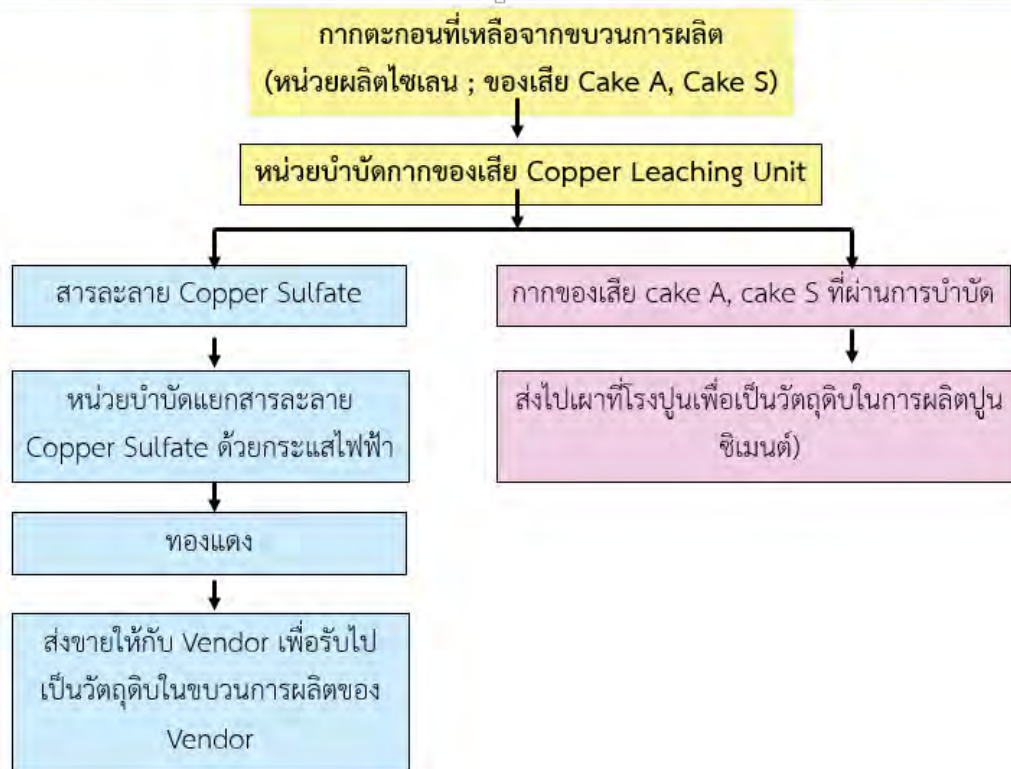 กากตะกอนที่เหลือจากขบวนการผลิต
(หน่วยผลิตไซเลน ; ของเสีย Cake A, Cake S)
หน่วยบำบัดกากของเสีย Copper Leaching Unit
สารละลาย Copper Sulfate
กากของเสีย cake A, cake S ที่ผ่านการบำบัด
หน่วยบำบัดแยกสารละลาย
Copper Sulfate ด้วยกระแสไฟฟ้า
ส่งไปเผาที่โรงปูนเพื่อเป็นวัตถุดิบในการผลิตปูน
ซิเมนต์)
ทองแดง
ส่งขายให้กับ Vendor เพื่อรับไป
เป็นวัตถุดิบในขบวนการผลิตของ
Vendor